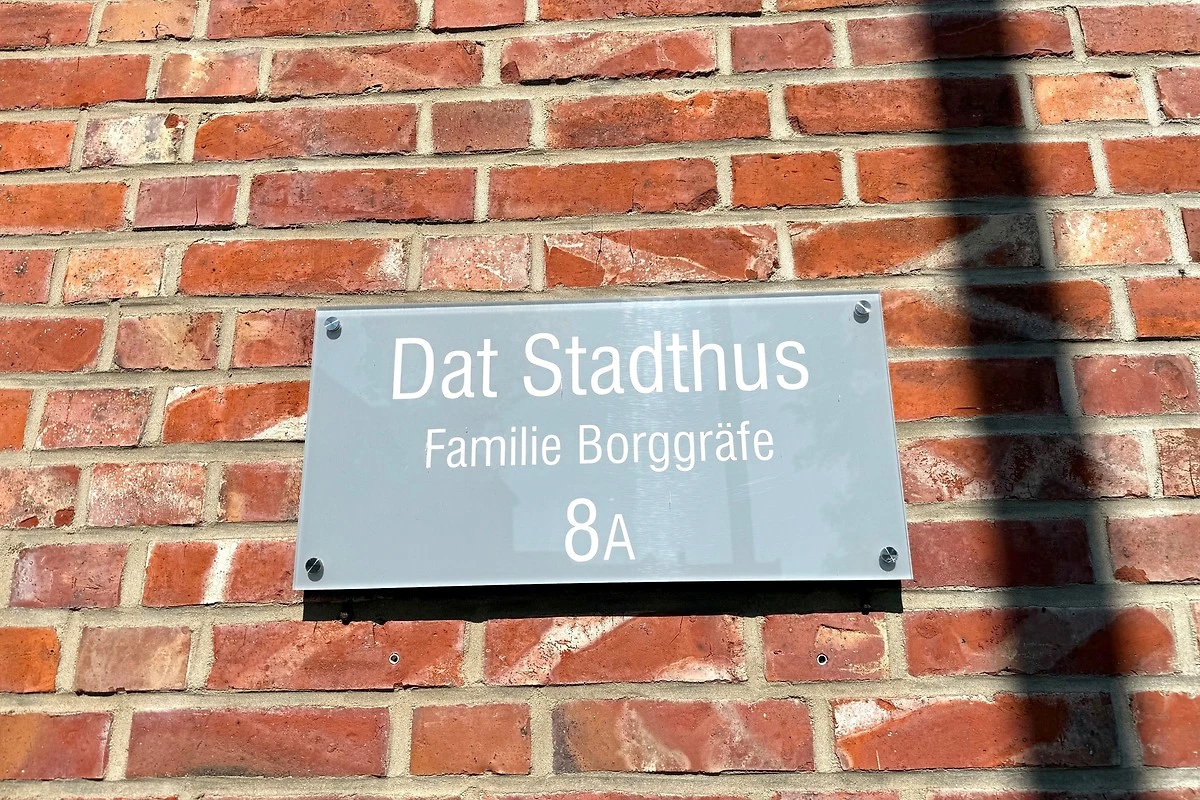 Dat Stadthus
Familie Borggräfe
8A